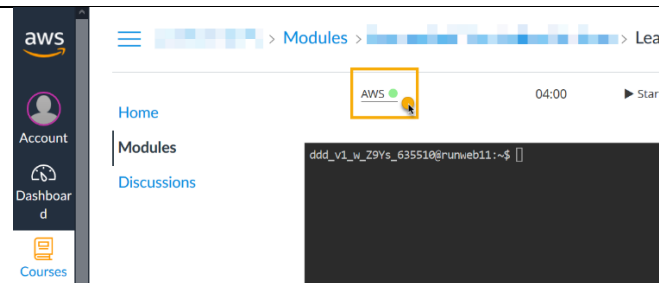 aws
> Modules >
> Lea
AWS
04:00
Star
Home
Account
Modules
Discussions
Dashboar
d
Courses
ddd_v1_w_Z9Ys_635510@runweb11:~$ []